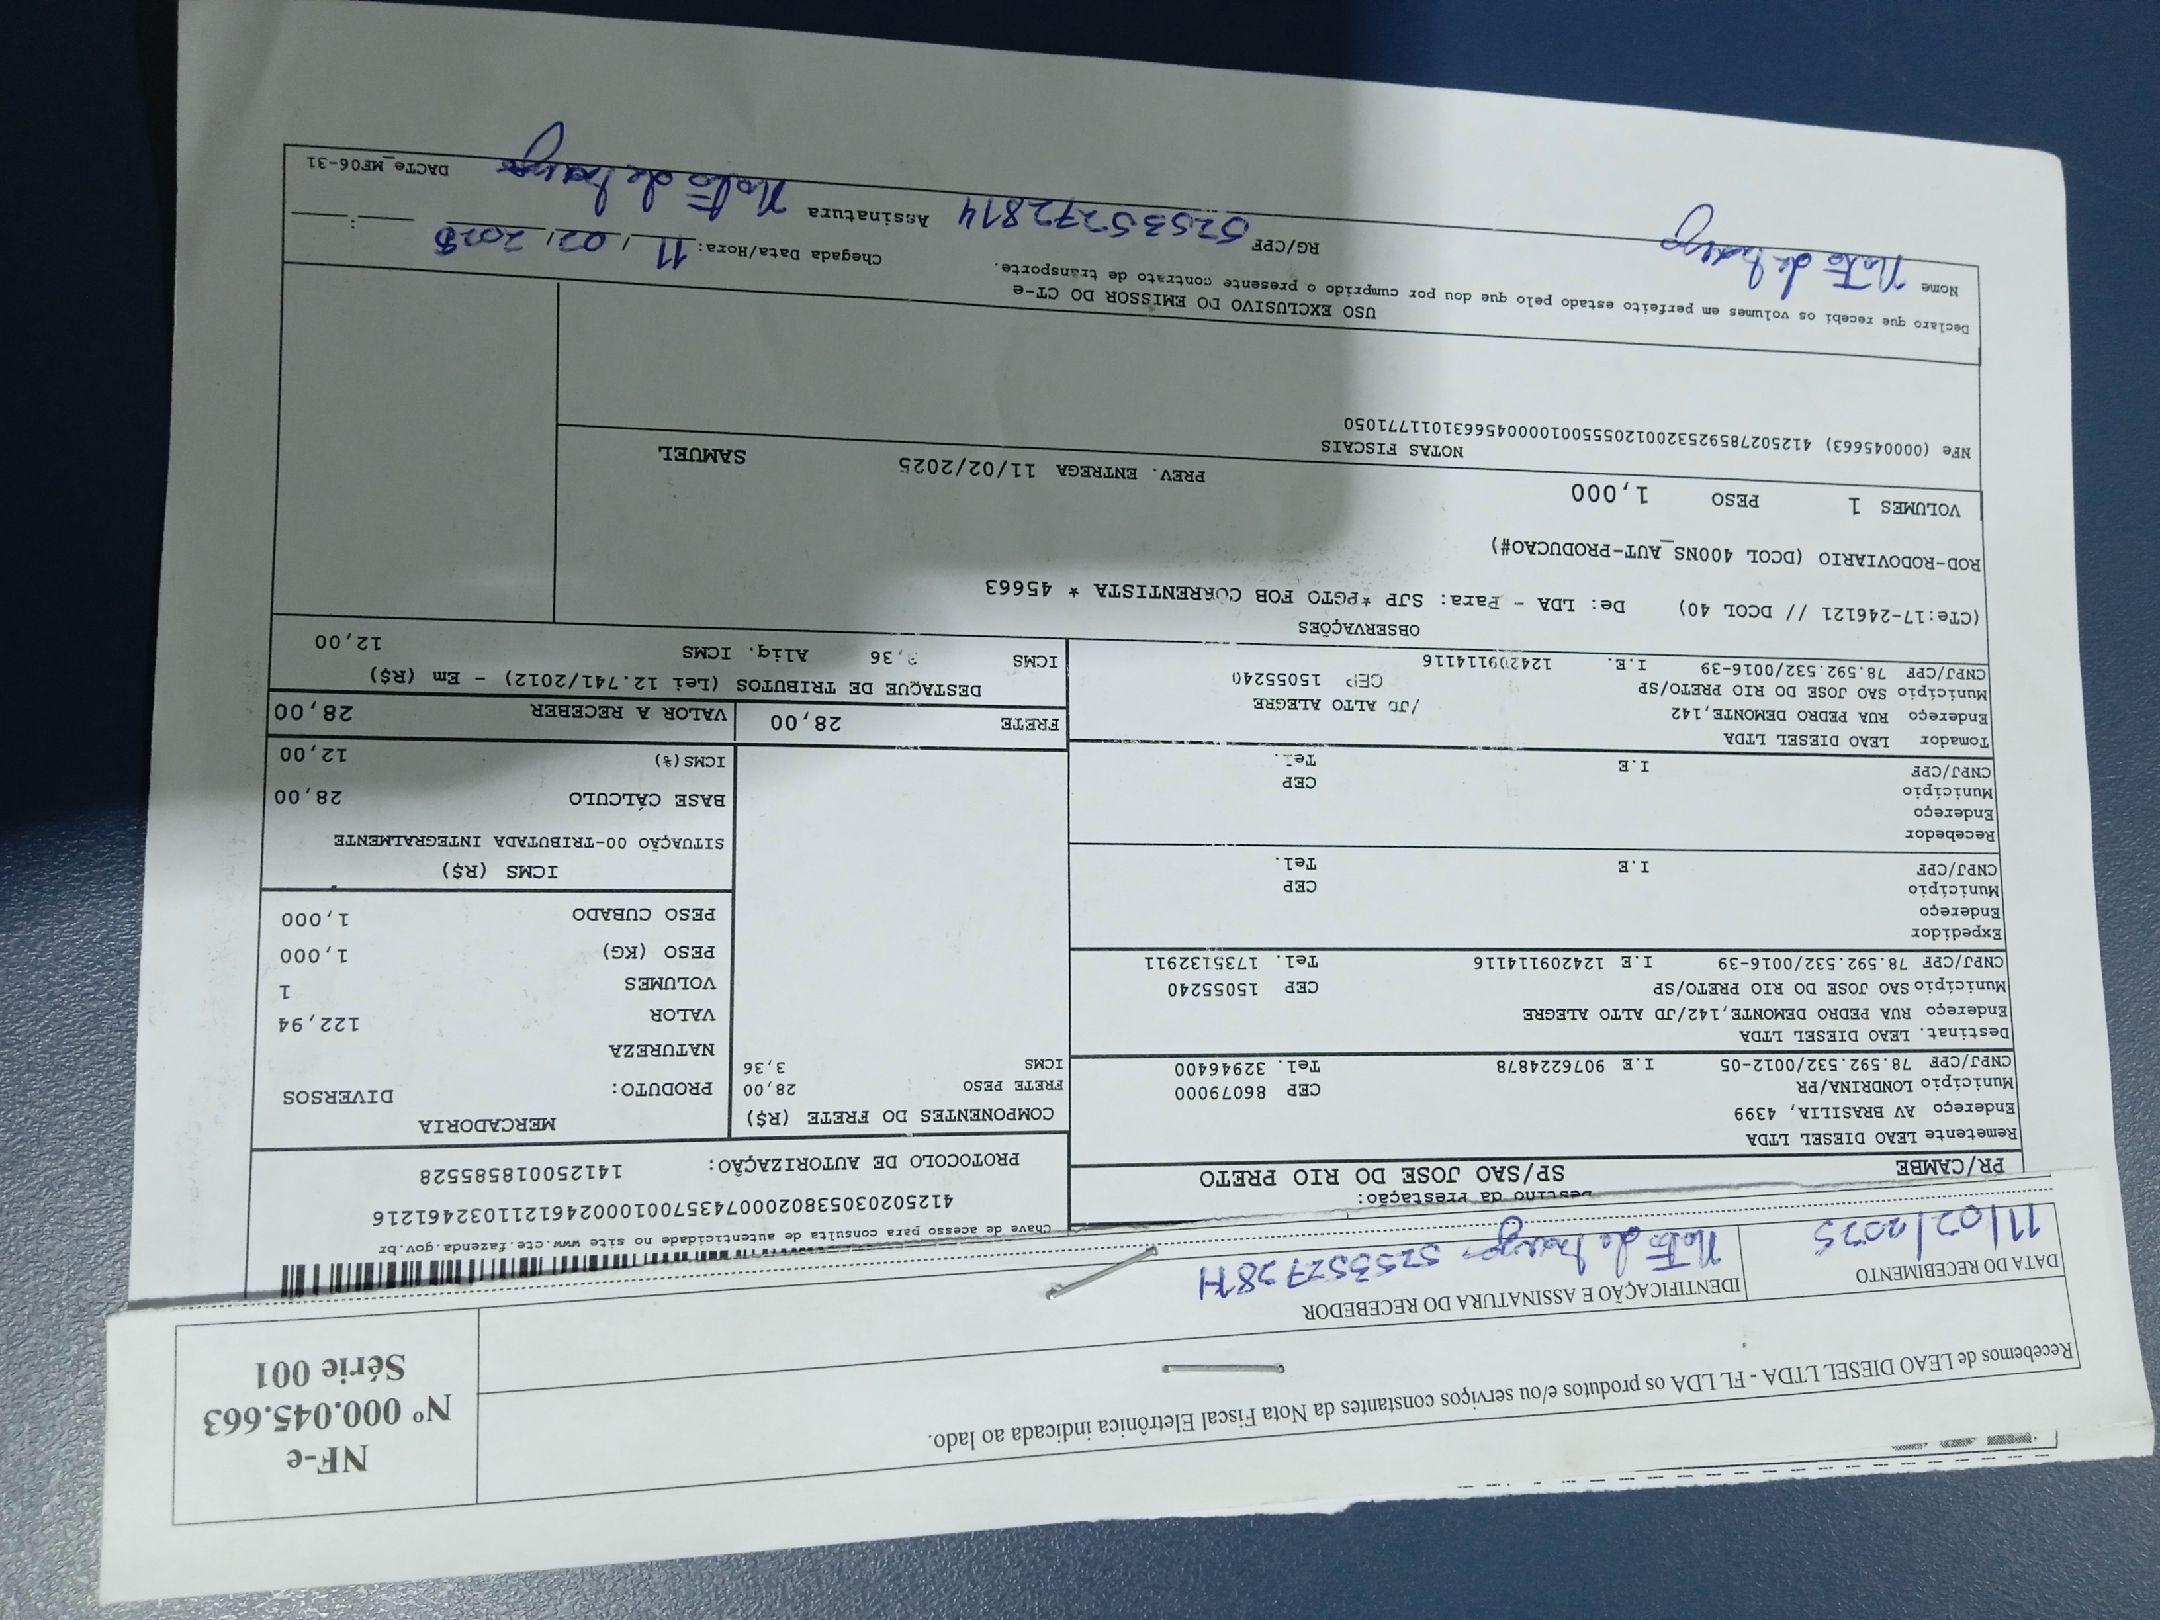 NF-e
Nº 000.045.663
Série 001
Recebemos de LEAO DIESEL LTDA - FL LDA os produtos e/ou serviços constantes da Nota Fiscal Eletrônica indicada ao lado.
DATA DO RECEBIMENTO
11/02/2025
IDENTIFICAÇÃO E ASSINATURA DO RECEBEDOR
52535272814
Chave de acesso para consulta de autenticidade no site www.cte.fazenda.gov.br
41250203053802000743570010002461211032461216
PROTOCOLO DE AUTORIZAÇÃO: 141250018585528
Destino da Prestação:
PR/CAMBE SP/SAO JOSE DO RIO PRETO
Remetente LEAO DIESEL LTDA
Endereço AV BRASILIA, 4399
Município LONDRINA/PR CEP 86079000
CNPJ/CPF 78.592.532/0012-05 I.E 9076224878 Tel. 32946400
Destinat. LEAO DIESEL LTDA
Endereço RUA PEDRO DEMONTE,142/JD ALTO ALEGRE
Município SAO JOSE DO RIO PRETO/SP CEP 15055240
CNPJ/CPF 78.592.532/0016-39 I.E 124209114116 Tel. 1735132911
Expedidor
Endereço
Município CEP
CNPJ/CPF I.E Tel.
Recebedor
Endereço
Município CEP
CNPJ/CPF I.E Tel.
Tomador LEAO DIESEL LTDA
Endereço RUA PEDRO DEMONTE,142 /JD ALTO ALEGRE
Município SAO JOSE DO RIO PRETO/SP CEP 15055240
CNPJ/CPF 78.592.532/0016-39 I.E. 124209114116
COMPONENTES DO FRETE (R$)
FRETE PESO 28,00
ICMS 3,36
MERCADORIA
PRODUTO: DIVERSOS
NATUREZA
VALOR 122,94
VOLUMES 1
PESO (KG) 1,000
PESO CUBADO 1,000
ICMS (R$)
SITUAÇÃO 00-TRIBUTADA INTEGRALMENTE
BASE CÁLCULO 28,00
ICMS(%) 12,00
FRETE 28,00 VALOR A RECEBER 28,00
DESTAQUE DE TRIBUTOS (Lei 12.741/2012) - Em (R$)
ICMS 3,36 Aliq. ICMS 12,00
OBSERVAÇÕES
(CTe:17-246121 // DCOL 40) De: LDA - Para: SJP *PGTO FOB CORRENTISTA * 45663
ROD-RODOVIARIO (DCOL 400NS_AUT-PRODUCAO#)
VOLUMES 1 PESO 1,000 PREV. ENTREGA 11/02/2025 SAMUEL
NOTAS FISCAIS
NFe (000045663) 41250278592532001205550010000456631011771050
USO EXCLUSIVO DO EMISSOR DO CT-e
Declaro que recebi os volumes em perfeito estado pelo que dou por cumprido o presente contrato de transporte.
Chegada Data/Hora: 11/02/2025 __:__
Nome
RG/CPF 52535272814 Assinatura
DACTe_MF06-31